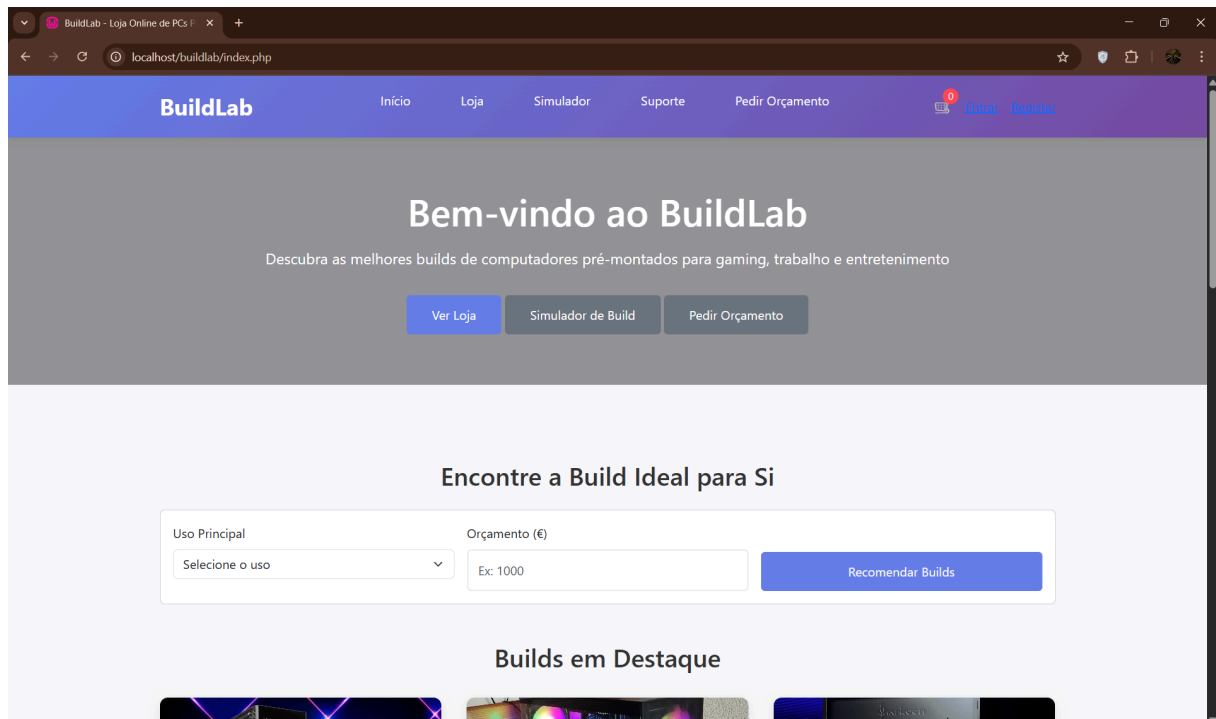 BuildLab - Loja Online de PCs P
localhost/buildlab/index.php
BuildLab
Início
Loja
Simulador
Suporte
Pedir Orçamento
0
Entrar
Registar
Bem-vindo ao BuildLab
Descubra as melhores builds de computadores pré-montados para gaming, trabalho e entretenimento
Ver Loja
Simulador de Build
Pedir Orçamento
Encontre a Build Ideal para Si
Uso Principal
Orçamento (€)
Selecione o uso
Ex: 1000
Recomendar Builds
Builds em Destaque